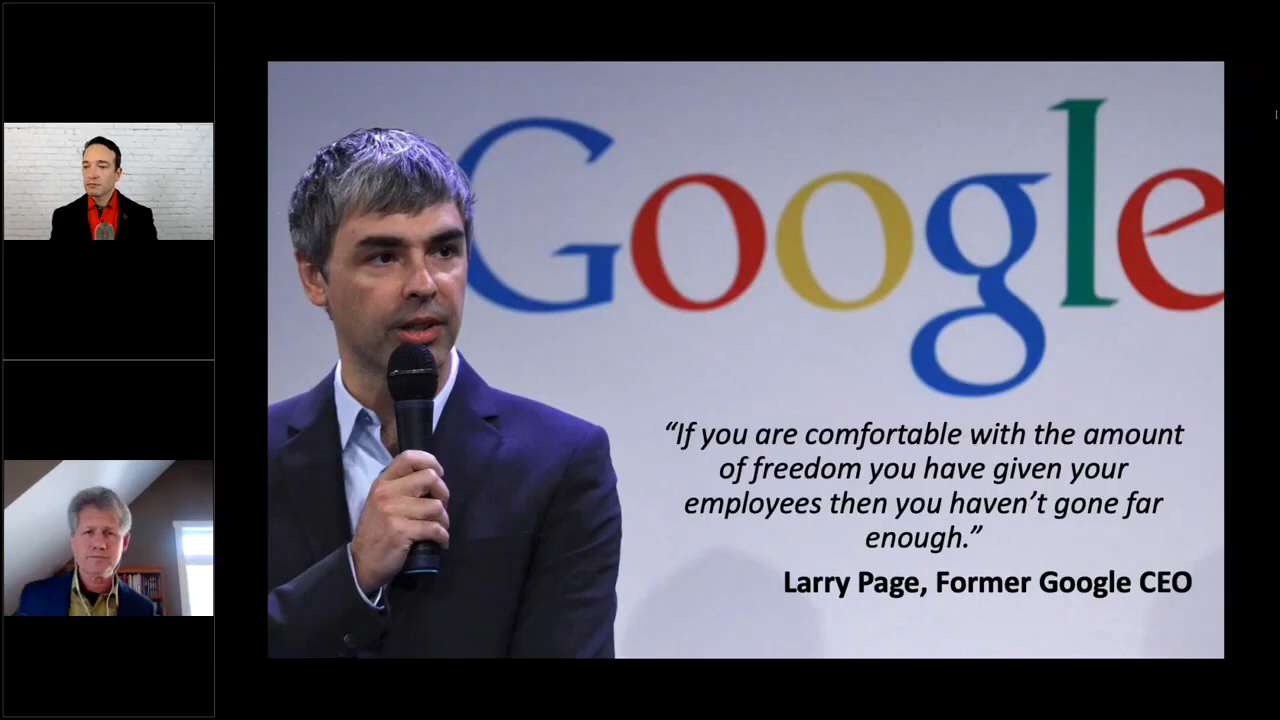 Google
“If you are comfortable with the amount
of freedom you have given your
employees then you haven’t gone far
enough.”
Larry Page, Former Google CEO